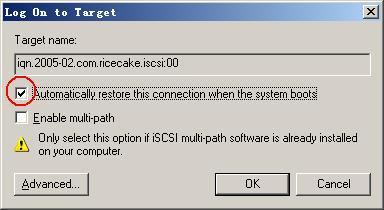 Log On to Target
Target name:
iqn.2005-02.com.ricecake.iscsi:00
Automatically restore this connection when the system boots
Enable multi-path
Only select this option if iSCSI multi-path software is already installed
on your computer.
Advanced...
OK
Cancel